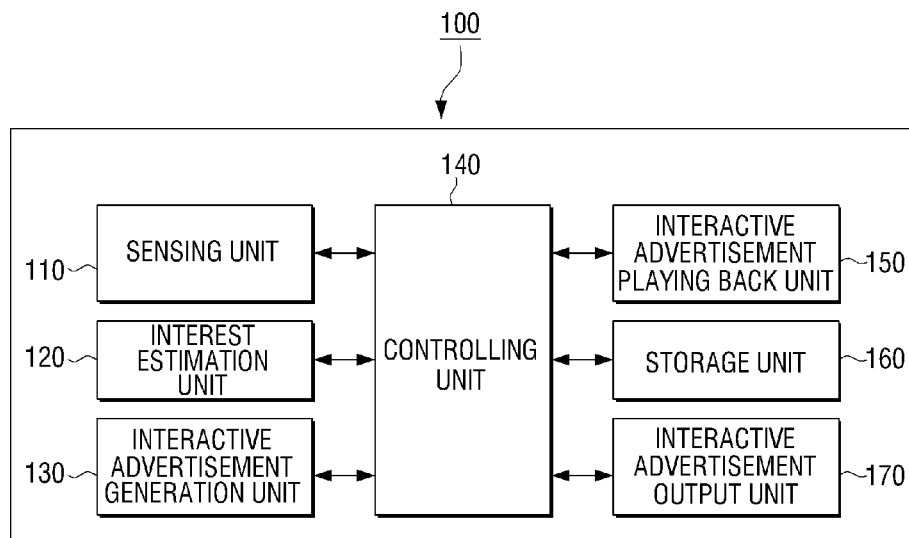 100
140
SENSING UNIT
110
INTEREST
ESTIMATION
UNIT
120
INTERACTIVE
ADVERTISEMENT
GENERATION UNIT
130
CONTROLLING
UNIT
INTERACTIVE
ADVERTISEMENT
PLAYING BACK UNIT
150
STORAGE UNIT
160
INTERACTIVE
ADVERTISEMENT
OUTPUT UNIT
170